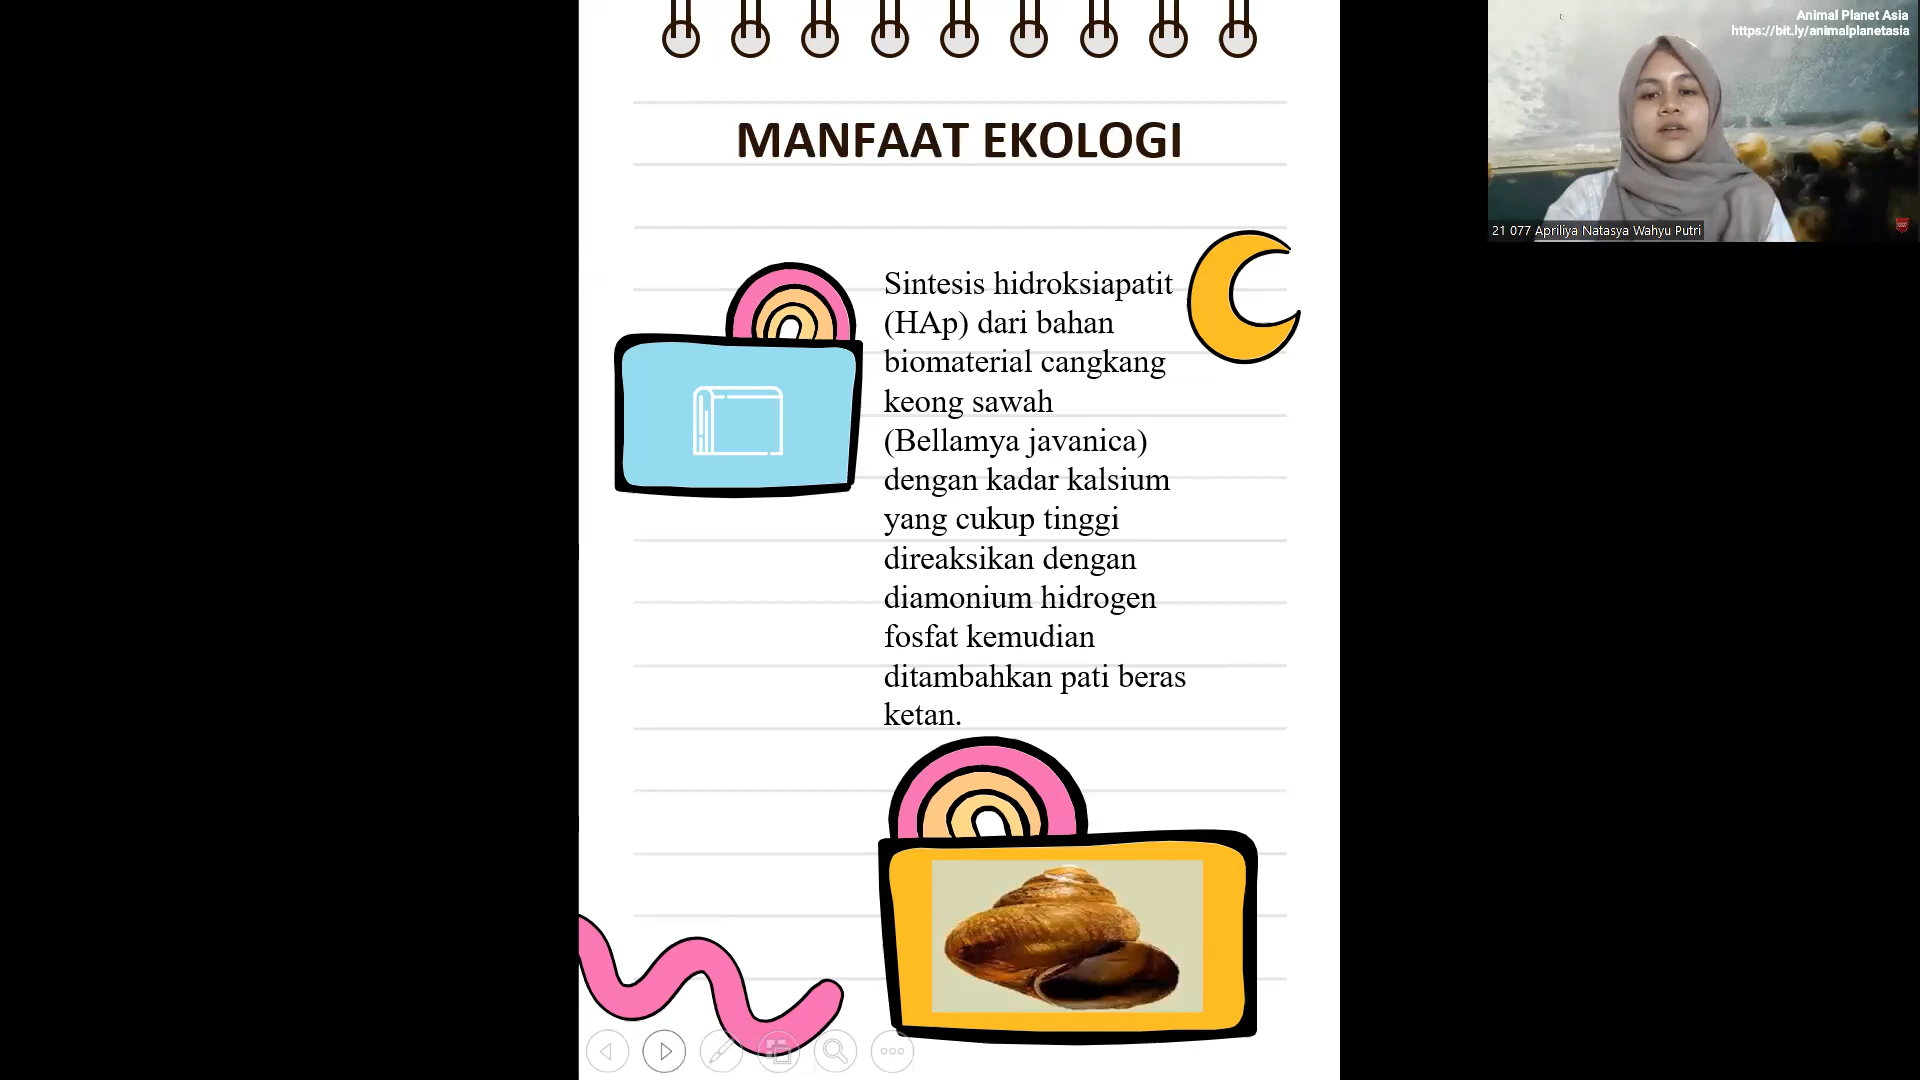 MANFAAT EKOLOGI
Sintesis hidroksiapatit
(HAp) dari bahan
biomaterial cangkang
keong sawah
(Bellamya javanica)
dengan kadar kalsium
yang cukup tinggi
direaksikan dengan
diamonium hidrogen
fosfat kemudian
ditambahkan pati beras
ketan.
Animal Planet Asia
https://bit.ly/animalplanetasia
21 077 Apriliya Natasya Wahyu Putri